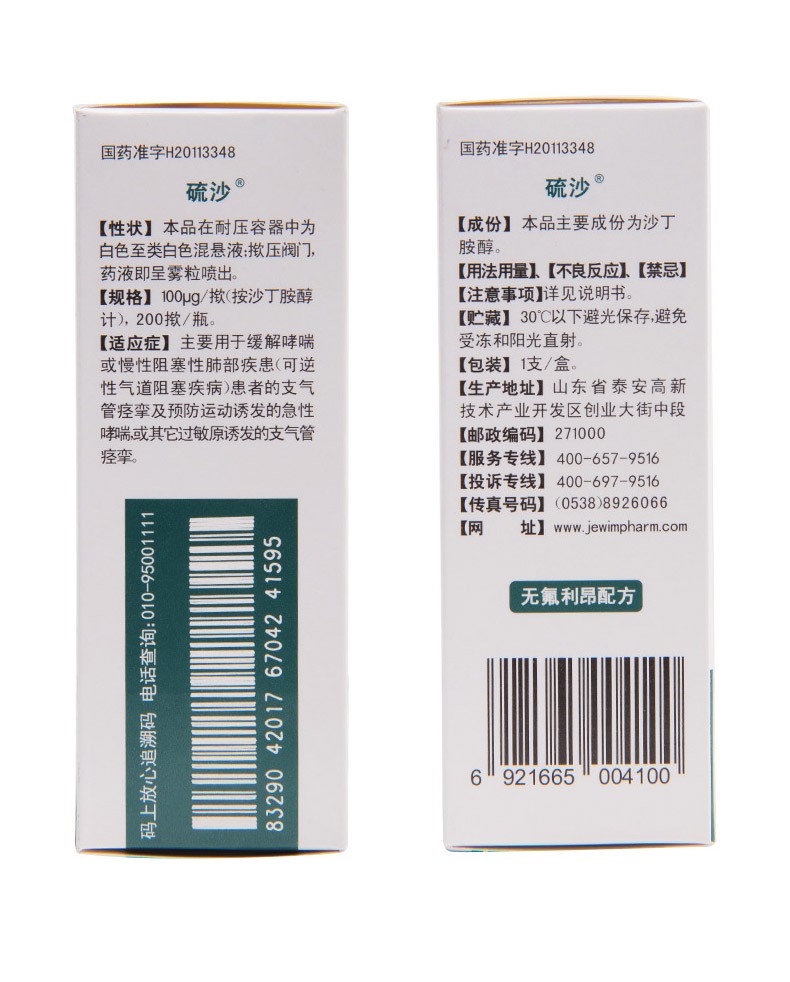 国药准字H20113348
硫沙®
【性状】本品在耐压容器中为
白色至类白色混悬液;揿压阀门,
药液即呈雾粒喷出。
【规格】100μg/揿(按沙丁胺醇
计), 200揿/瓶。
【适应症】主要用于缓解哮喘
或慢性阻塞性肺部疾患(可逆
性气道阻塞疾病)患者的支气
管痉挛及预防运动诱发的急性
哮喘,或其它过敏原诱发的支气管
痉挛。
码上放心追溯码 电话查询:010-95001111
83290 42017 67042 41595
国药准字H20113348
硫沙®
【成份】本品主要成份为沙丁
胺醇。
【用法用量】、【不良反应】、【禁忌】
【注意事项】详见说明书。
【贮藏】30℃以下避光保存,避免
受冻和阳光直射。
【包装】1支/盒。
【生产地址】山东省泰安高新
技术产业开发区创业大街中段
【邮政编码】271000
【服务专线】400-657-9516
【投诉专线】400-697-9516
【传真号码】(0538)8926066
【网 址】www.jewimpharm.com
无氟利昂配方
6 921665 004100